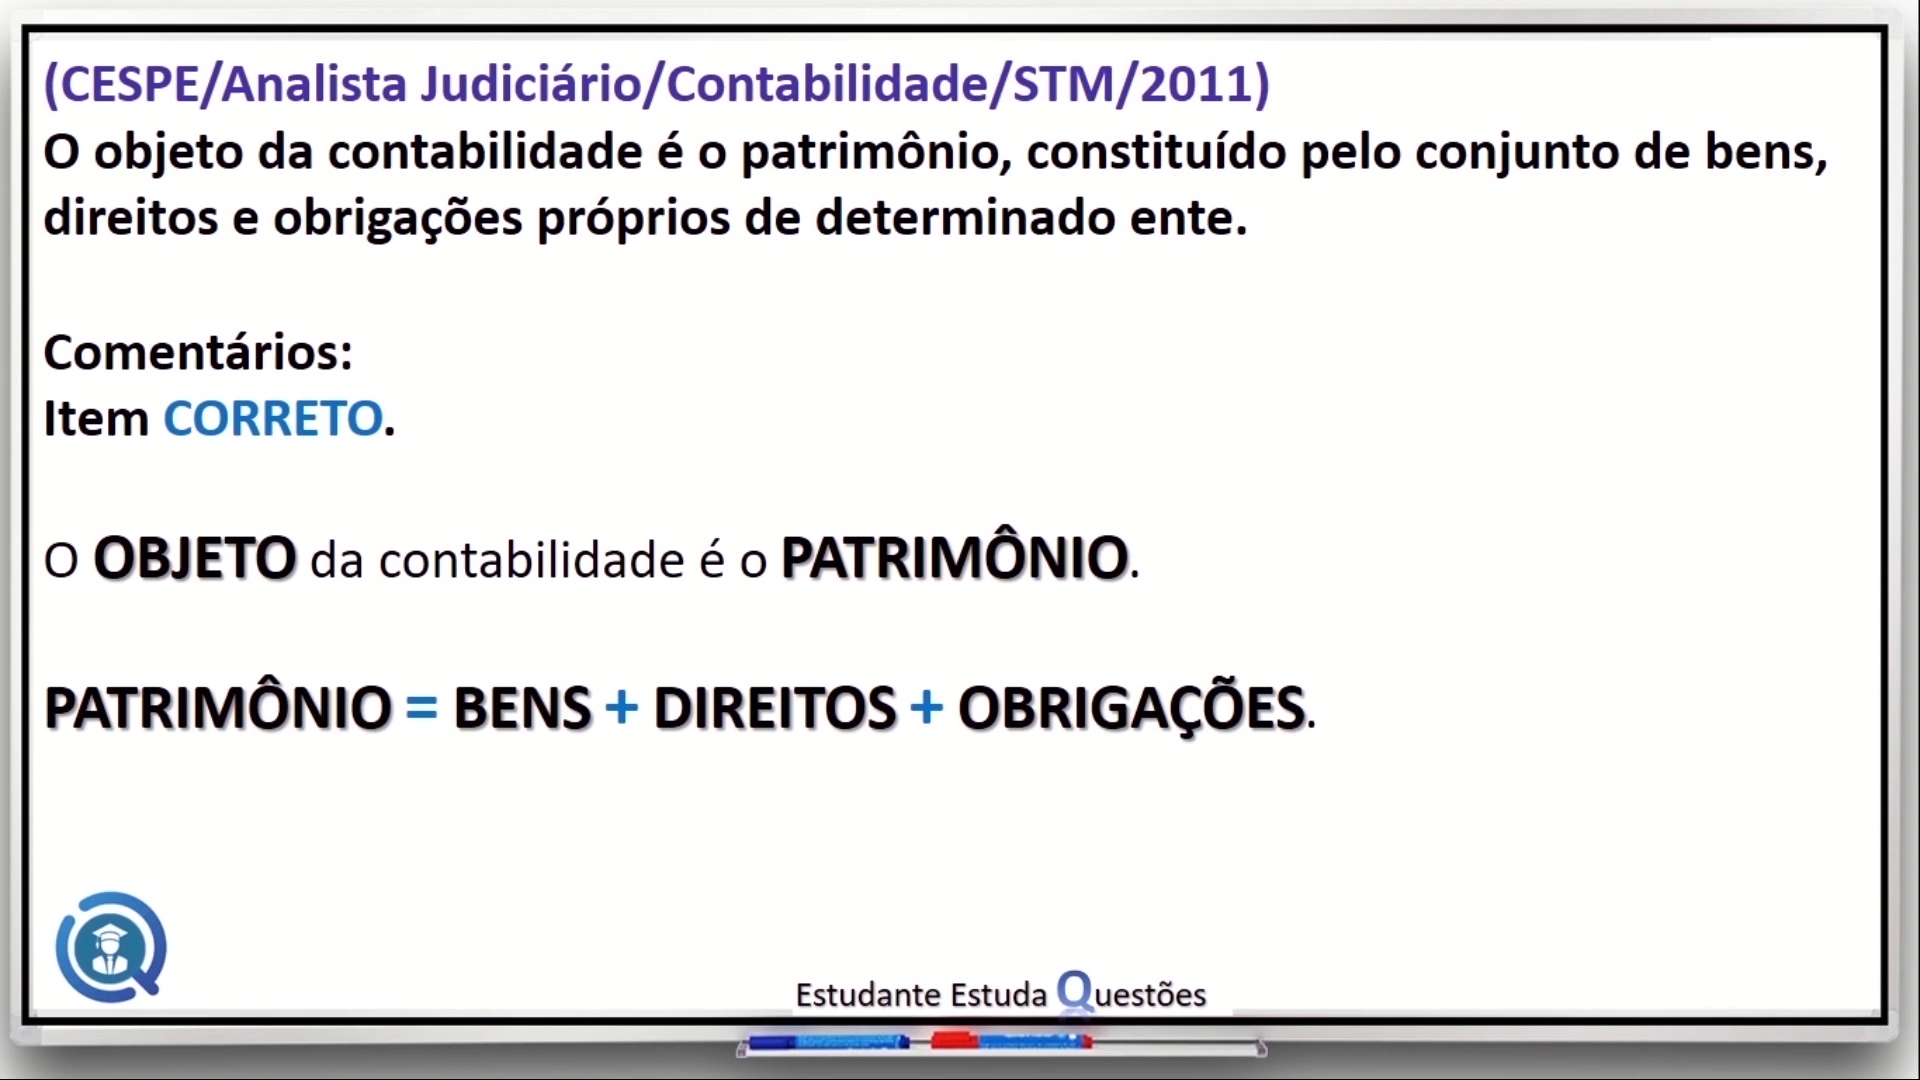 (CESPE/Analista Judiciário/Contabilidade/STM/2011)
O objeto da contabilidade é o patrimônio, constituído pelo conjunto de bens,
direitos e obrigações próprios de determinado ente.
Comentários:
Item CORRETO.
O OBJETO da contabilidade é o PATRIMÔNIO.
PATRIMÔNIO = BENS + DIREITOS + OBRIGAÇÕES.
Estudante Estuda Questões